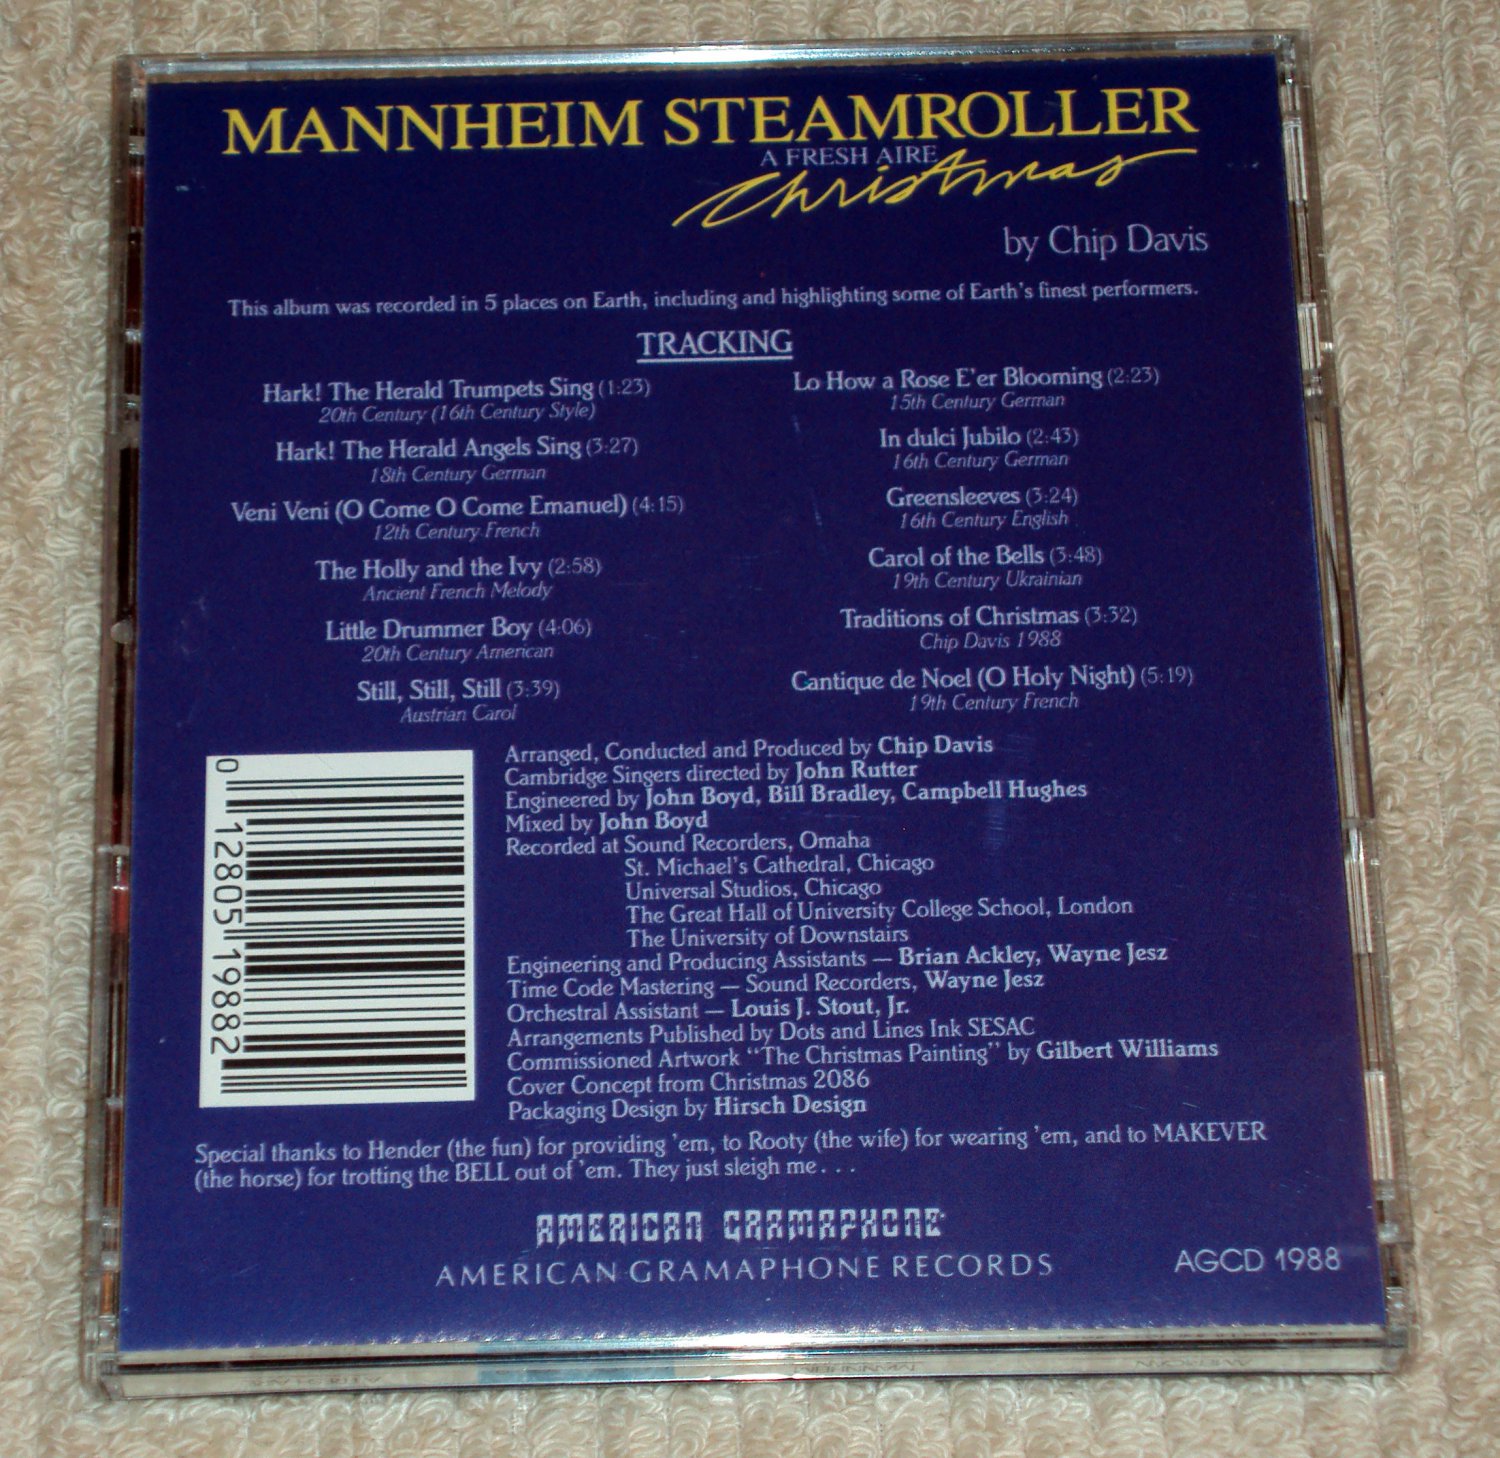 MANNHEIM STEAMROLLER
A FRESH AIRE
Christmas
by Chip Davis
This album was recorded in 5 places on Earth, including and highlighting some of Earth's finest performers.
TRACKING
Hark! The Herald Trumpets Sing (1:23)
20th Century (16th Century Style)
Hark! The Herald Angels Sing (3:27)
18th Century German
Veni Veni (O Come O Come Emanuel) (4:15)
12th Century French
The Holly and the Ivy (2:58)
Ancient French Melody
Little Drummer Boy (4:06)
20th Century American
Still, Still, Still (3:39)
Austrian Carol
Lo How a Rose E'er Blooming (2:23)
15th Century German
In dulci Jubilo (2:43)
16th Century German
Greensleeves (3:24)
16th Century English
Carol of the Bells (3:48)
19th Century Ukrainian
Traditions of Christmas (3:32)
Chip Davis 1988
Cantique de Noel (O Holy Night) (5:19)
19th Century French
0 12805 19882
Arranged, Conducted and Produced by Chip Davis
Cambridge Singers directed by John Rutter
Engineered by John Boyd, Bill Bradley, Campbell Hughes
Mixed by John Boyd
Recorded at Sound Recorders, Omaha
St. Michael's Cathedral, Chicago
Universal Studios, Chicago
The Great Hall of University College School, London
The University of Downstairs
Engineering and Producing Assistants — Brian Ackley, Wayne Jesz
Time Code Mastering — Sound Recorders, Wayne Jesz
Orchestral Assistant — Louis J. Stout, Jr.
Arrangements Published by Dots and Lines Ink SESAC
Commissioned Artwork "The Christmas Painting" by Gilbert Williams
Cover Concept from Christmas 2086
Packaging Design by Hirsch Design
Special thanks to Hender (the fun) for providing 'em, to Rooty (the wife) for wearing 'em, and to MAKEVER
(the horse) for trotting the BELL out of 'em. They just sleigh me . . .
AMERICAN GRAMAPHONE
AMERICAN GRAMAPHONE RECORDS
AGCD 1988